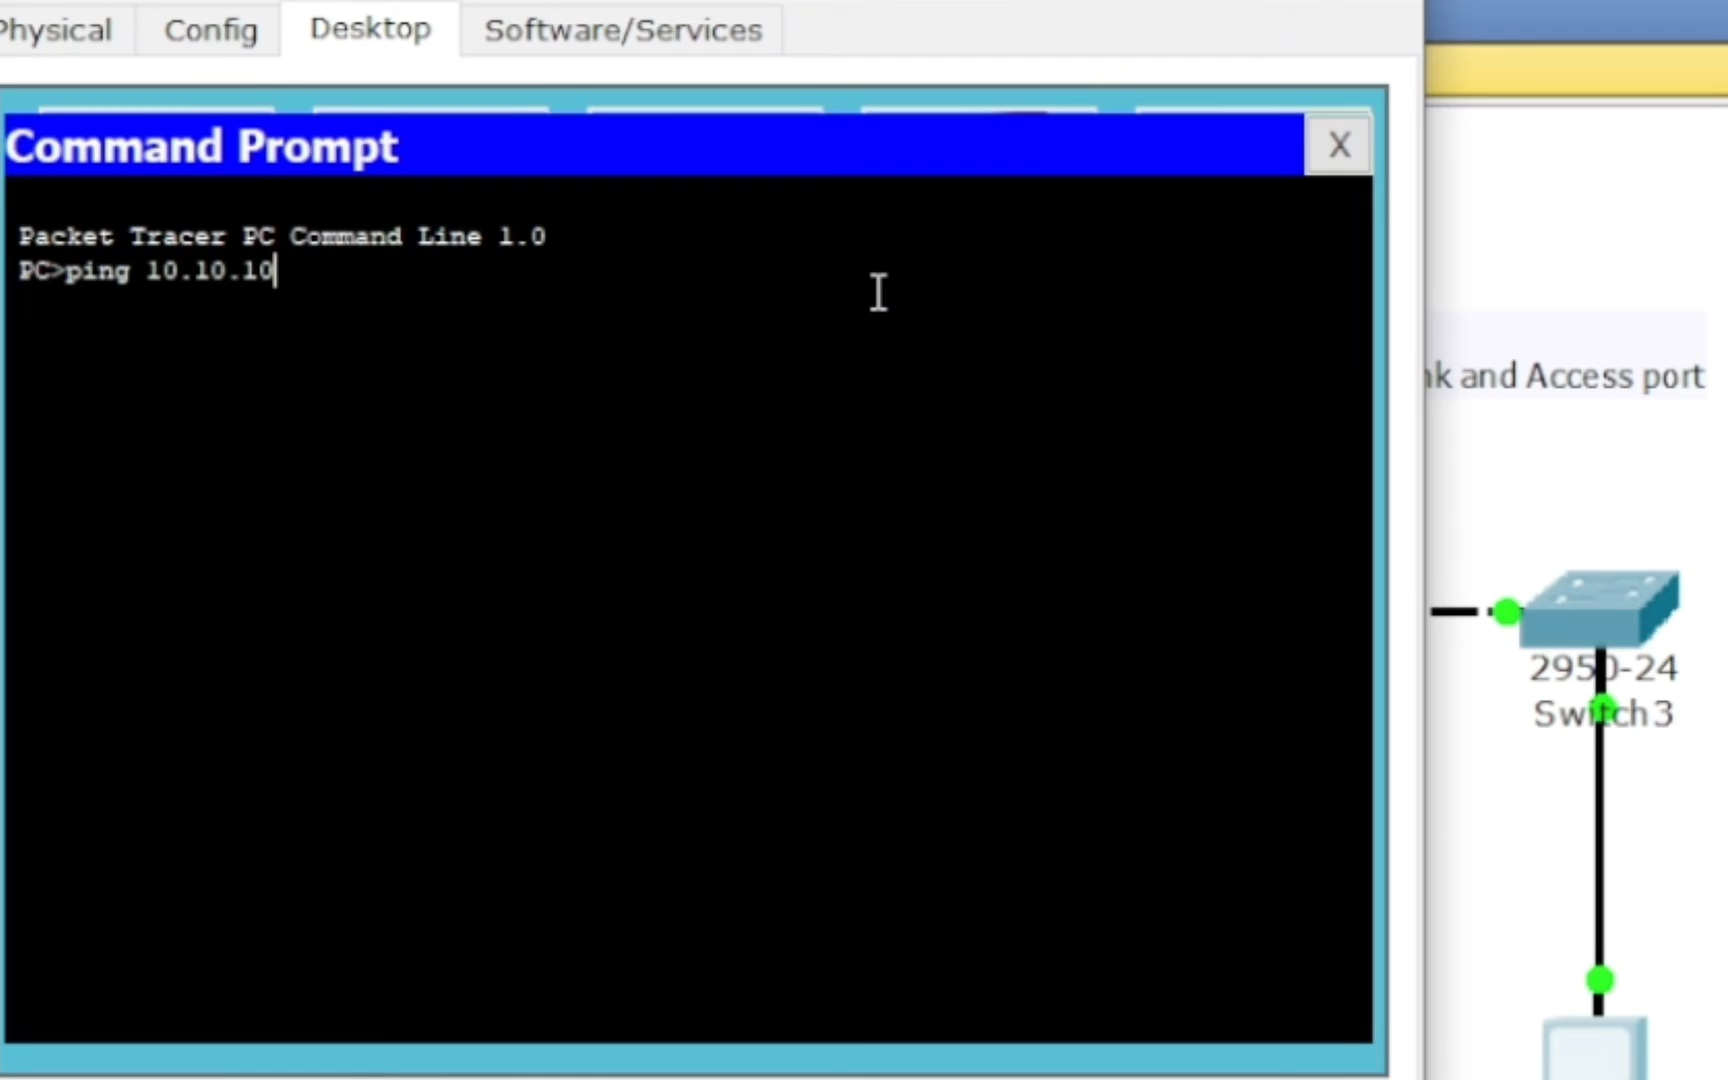 Physical Config Desktop Software/Services
Command Prompt X
Packet Tracer PC Command Line 1.0
PC>ping 10.10.10
and Access port
2950-24
Switch3